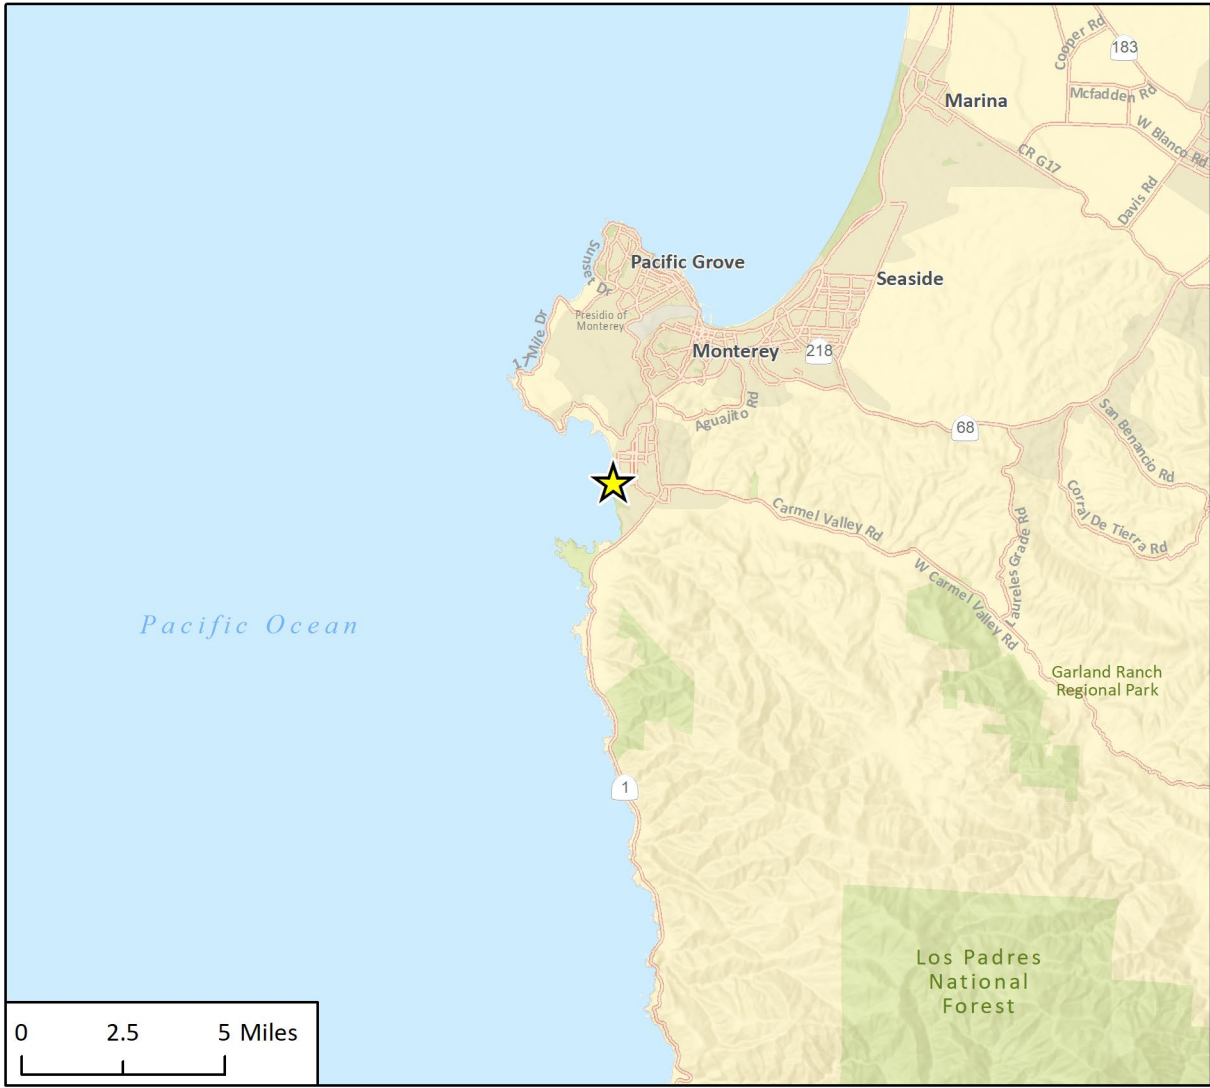 Cooper Rd
183
Mcfadden Rd
Marina
W Blanco Rd
CR G17
Davis Rd
Sunset Dr
Pacific Grove
Seaside
Presidio of
Monterey
17 Mile Dr
Monterey
218
Aguajito Rd
68
San Benancio Rd
Carmel Valley Rd
Corral De Tierra Rd
Laureles Grade Rd
W Carmel Valley Rd
Pacific Ocean
Garland Ranch
Regional Park
1
Los Padres
National
Forest
0 2.5 5 Miles